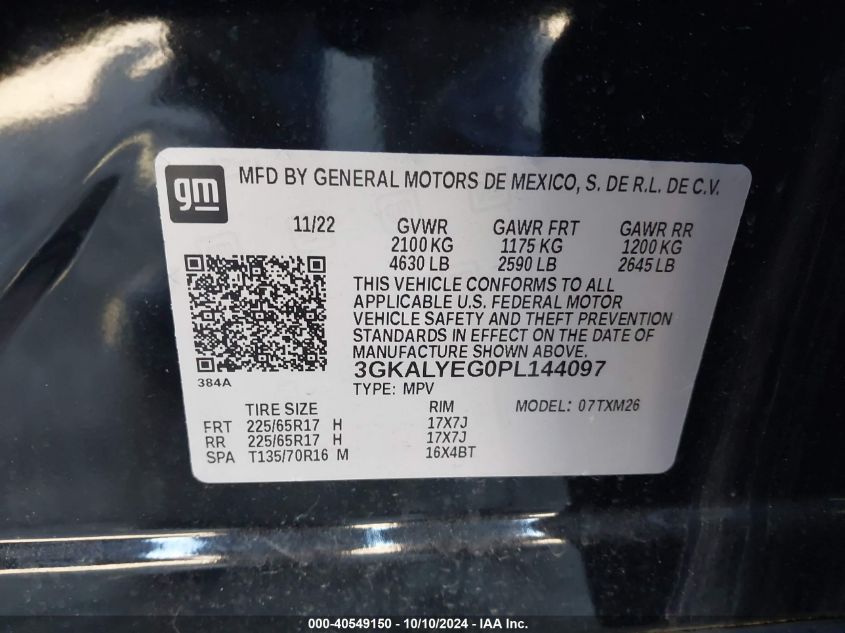 gm MFD BY GENERAL MOTORS DE MEXICO, S. DE R.L. DE C.V.
11/22 GVWR GAWR FRT GAWR RR
2100 KG 1175 KG 1200 KG
4630 LB 2590 LB 2645 LB
THIS VEHICLE CONFORMS TO ALL
APPLICABLE U.S. FEDERAL MOTOR
VEHICLE SAFETY AND THEFT PREVENTION
STANDARDS IN EFFECT ON THE DATE OF
MANUFACTURE SHOWN ABOVE.
3GKALYEG0PL144097
384A
TYPE: MPV
TIRE SIZE RIM MODEL: 07TXM26
FRT 225/65R17 H 17X7J
RR 225/65R17 H 17X7J
SPA T135/70R16 M 16X4BT
000-40549150 - 10/10/2024 - IAA Inc.